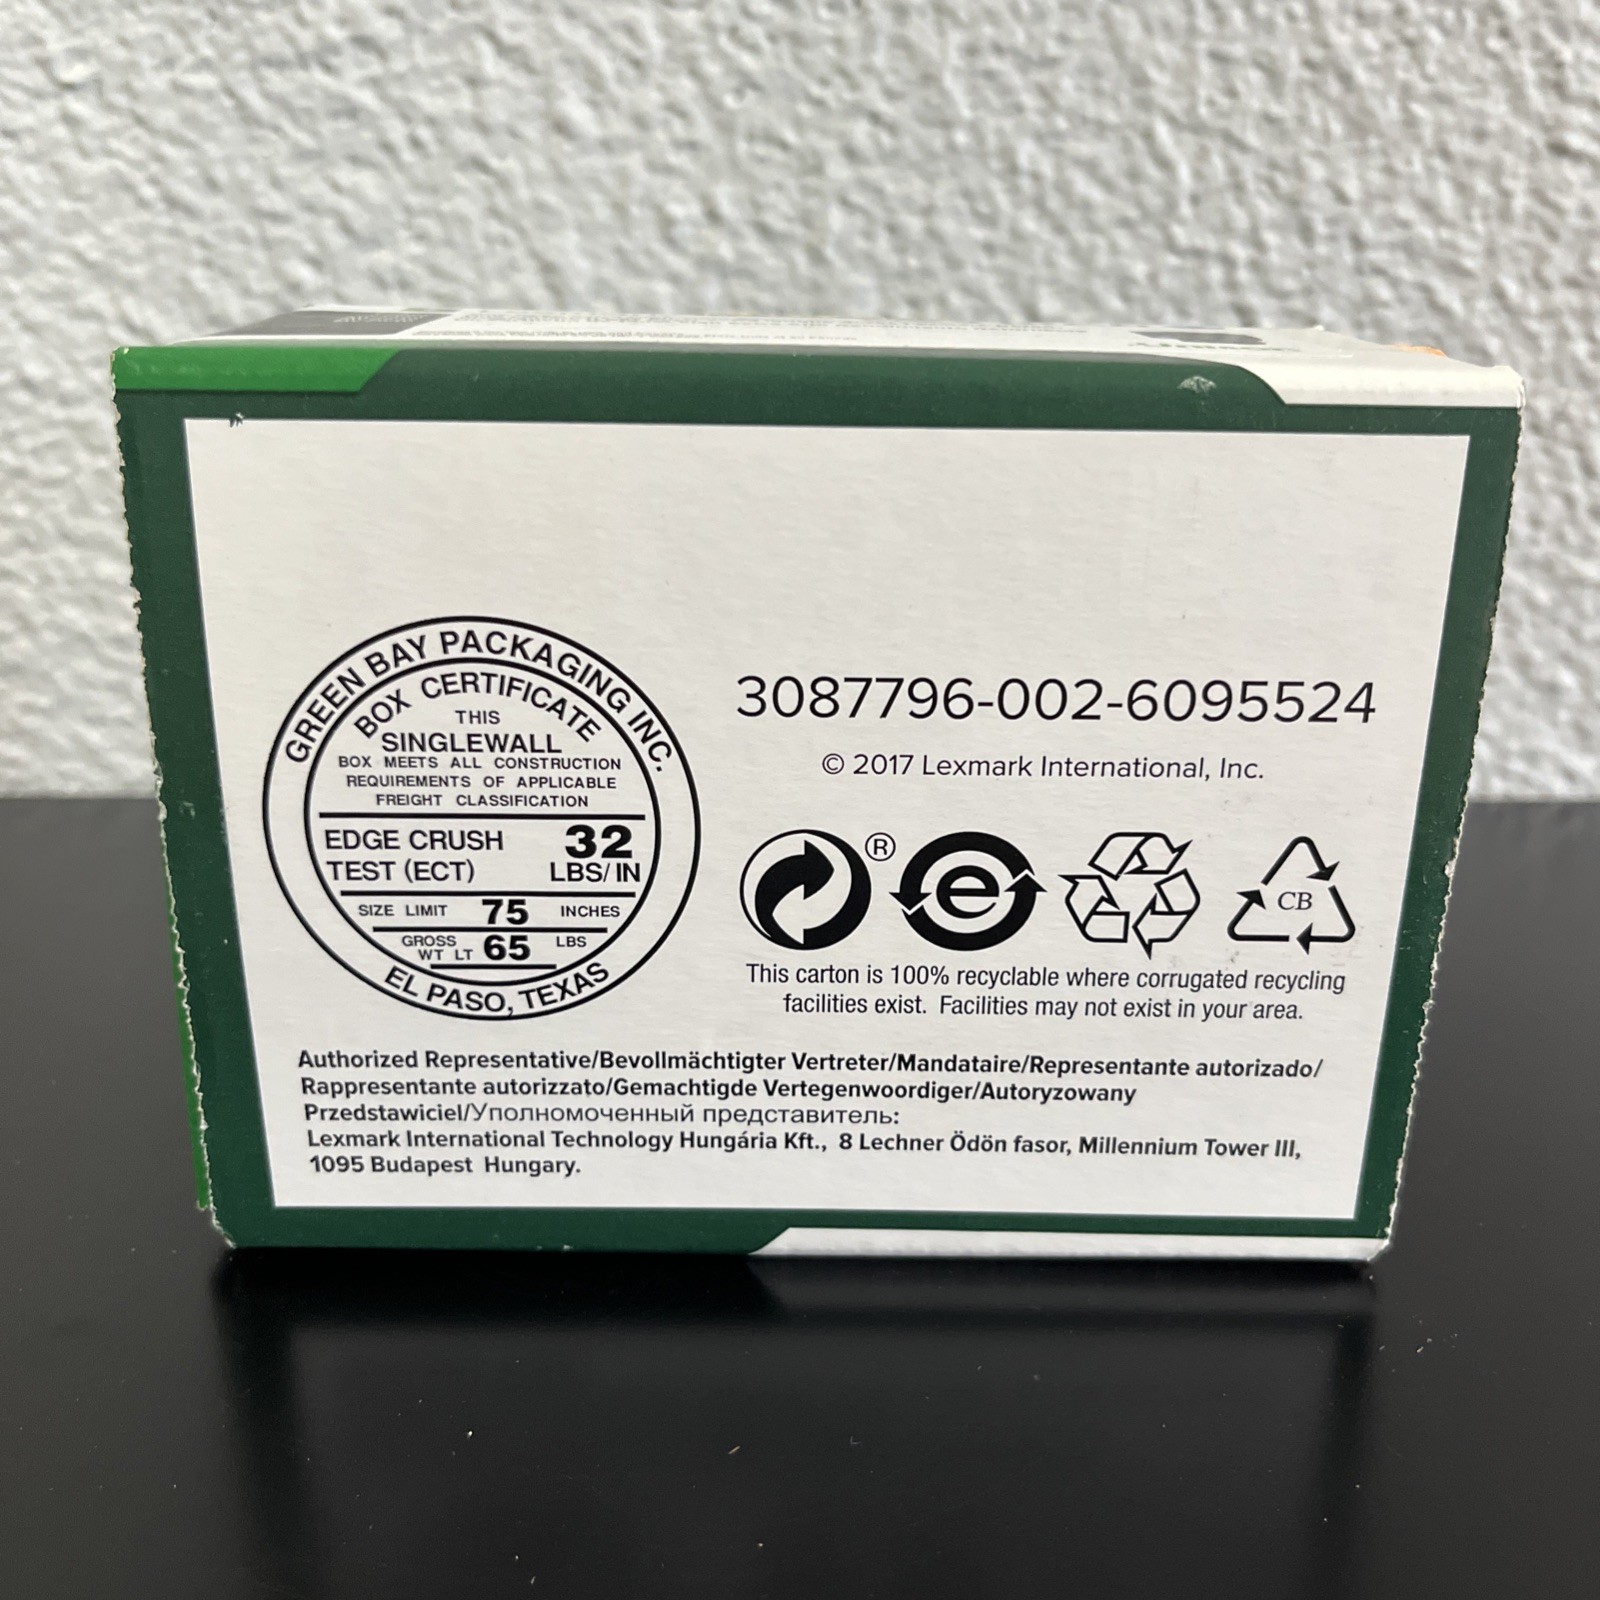 GREEN BAY PACKAGING INC.
BOX CERTIFICATE
THIS
SINGLEWALL
BOX MEETS ALL CONSTRUCTION
REQUIREMENTS OF APPLICABLE
FREIGHT CLASSIFICATION
EDGE CRUSH 32
TEST (ECT) LBS/IN
SIZE LIMIT 75 INCHES
GROSS WT LT 65 LBS
EL PASO, TEXAS
3087796-002-6095524
© 2017 Lexmark International, Inc.
®
e
CB
This carton is 100% recyclable where corrugated recycling
facilities exist. Facilities may not exist in your area.
Authorized Representative/Bevollmächtigter Vertreter/Mandataire/Representante autorizado/
Rappresentante autorizzato/Gemachtigde Vertegenwoordiger/Autoryzowany
Przedstawiciel/Уполномоченный представитель:
Lexmark International Technology Hungária Kft., 8 Lechner Ödön fasor, Millennium Tower III,
1095 Budapest Hungary.